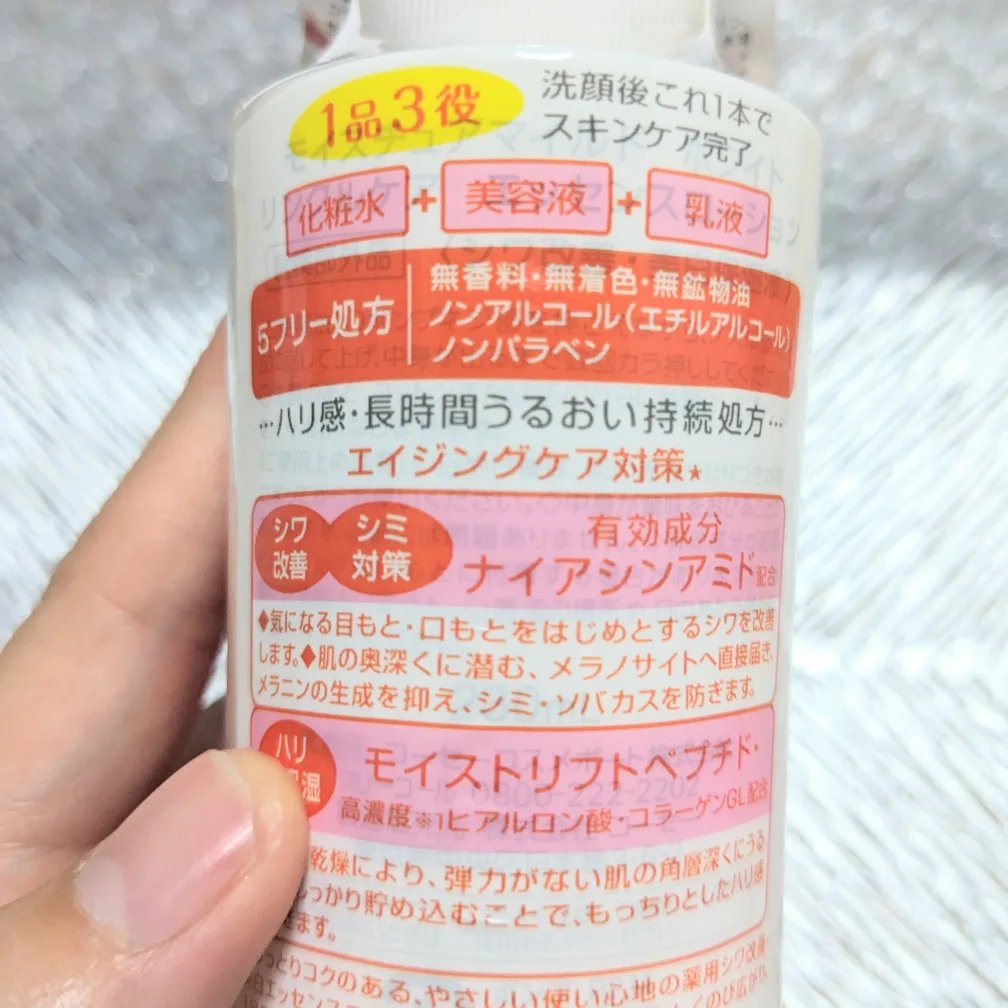 1品3役
洗顔後これ1本で
スキンケア完了
化粧水 + 美容液 + 乳液
5フリー処方
無香料・無着色・無鉱物油
ノンアルコール(エチルアルコール)
ノンパラベン
…ハリ感・長時間うるおい持続処方…
エイジングケア対策★
シワ
改善
シミ
対策
有効成分
ナイアシンアミド配合
◆気になる目もと・口もとをはじめとするシワを改善
します。◆肌の奥深くに潜む、メラノサイトへ直接届き、
メラニンの生成を抑え、シミ・ソバカスを防ぎます。
ハリ
湿
モイストリフトペプチド・
高濃度※1ヒアルロン酸・コラーゲンGL配合
乾燥により、弾力がない肌の角層深くにうる
しっかり貯め込むことで、もっちりとしたハリ感
きます。
っとりコクのある、やさしい使い心地の薬用シワ改善・